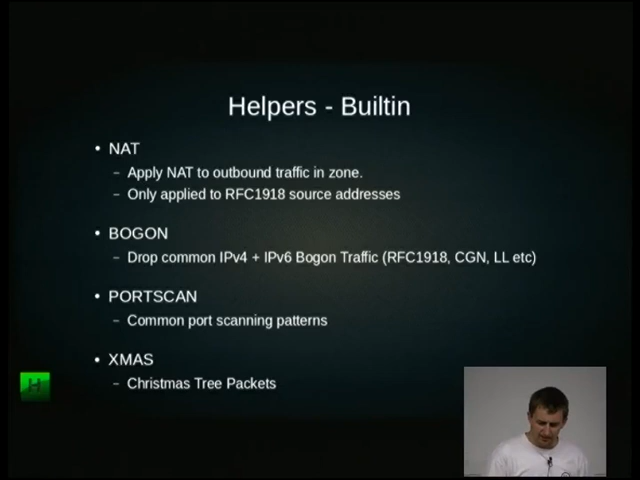 Helpers - Builtin
• NAT
– Apply NAT to outbound traffic in zone.
– Only applied to RFC1918 source addresses
• BOGON
– Drop common IPv4 + IPv6 Bogon Traffic (RFC1918, CGN, LL etc)
• PORTSCAN
– Common port scanning patterns
• XMAS
– Christmas Tree Packets
H